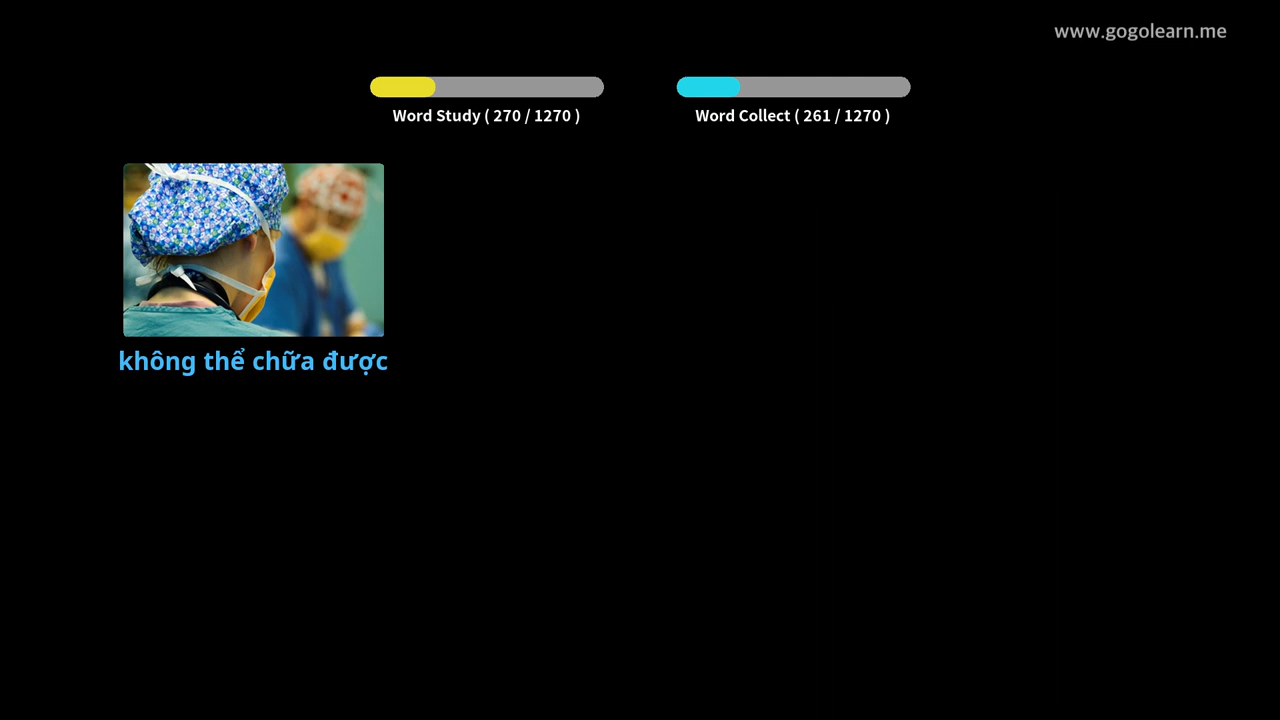 www.gogolearn.me
Word Study ( 270 / 1270 )
Word Collect ( 261 / 1270 )
không thể chữa được